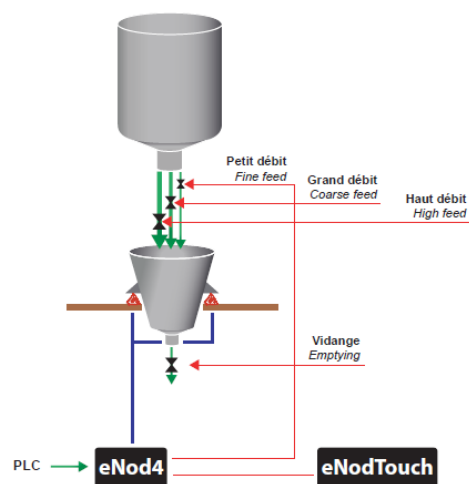 Petit débit
Fine feed
Grand débit
Coarse feed
Haut débit
High feed
Vidange
Emptying
PLC
eNod4
eNodTouch